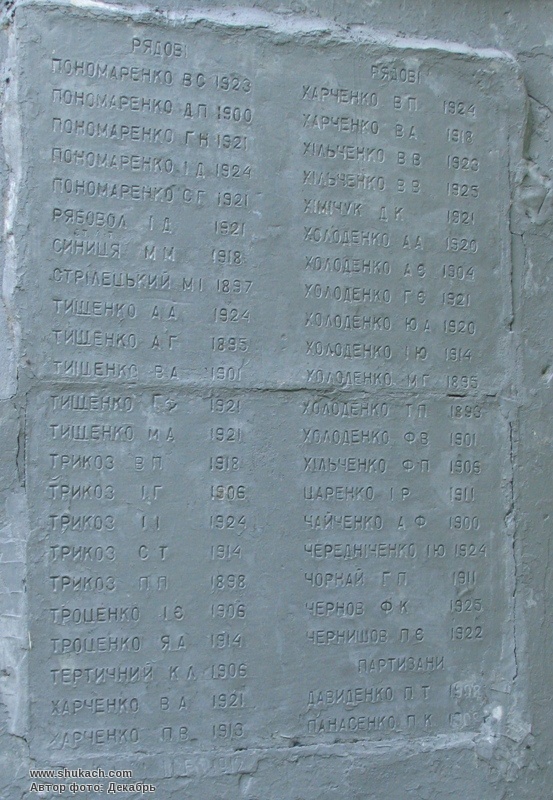 РЯДОВІ
ПОНОМАРЕНКО В С 1923
ПОНОМАРЕНКО Д П 1900
ПОНОМАРЕНКО Г Н 1921
ПОНОМАРЕНКО І Д 1924
ПОНОМАРЕНКО С Г 1921
РЯБОВОЛ І Д 1921
СИНИЦЯ М М 1918
СТРІЛЕЦЬКИЙ М І 1897
ТИЩЕНКО А А 1924
ТИЩЕНКО А Г 1895
ТИЩЕНКО В А 1901
ТИЩЕНКО Г 1921
ТИЩЕНКО М А 1921
ТРИКОЗ В П 1918
ТРИКОЗ І Г 1906
ТРИКОЗ І І 1924
ТРИКОЗ С Т 1914
ТРИКОЗ П П 1898
ТРОЦЕНКО І Є 1906
ТРОЦЕНКО Я А 1914
ТЕРТИЧНИЙ К Л 1906
ХАРЧЕНКО В А 1921
ХАРЧЕНКО П В 1913
РЯДОВІ
ХАРЧЕНКО В П 1924
ХАРЧЕНКО В А 1918
ХІЛЬЧЕНКО В В 1923
ХІЛЬЧЕНКО В З 1925
ХІМІЧУК Д К 1921
ХОЛОДЕНКО А А 1920
ХОЛОДЕНКО А Є 1904
ХОЛОДЕНКО Г Є 1921
ХОЛОДЕНКО Ю А 1920
ХОЛОДЕНКО І Ю 1914
ХОЛОДЕНКО М Г 1895
ХОЛОДЕНКО Т П 1893
ХОЛОДЕНКО Ф В 1901
ХІЛЬЧЕНКО Ф П 1906
ЦАРЕНКО І Р 1911
ЧАЙЧЕНКО А Ф 1900
ЧЕРЕДНІЧЕНКО І Ю 1924
ЧОРНАЙ Г П 1911
ЧЕРНОВ Ф К 1925
ЧЕРНИШОВ П Є 1922
ПАРТИЗАНИ
ДАВИДЕНКО П Т
ПАНАСЕНКО П К
www.shukach.com
Автор фото: Декабрь